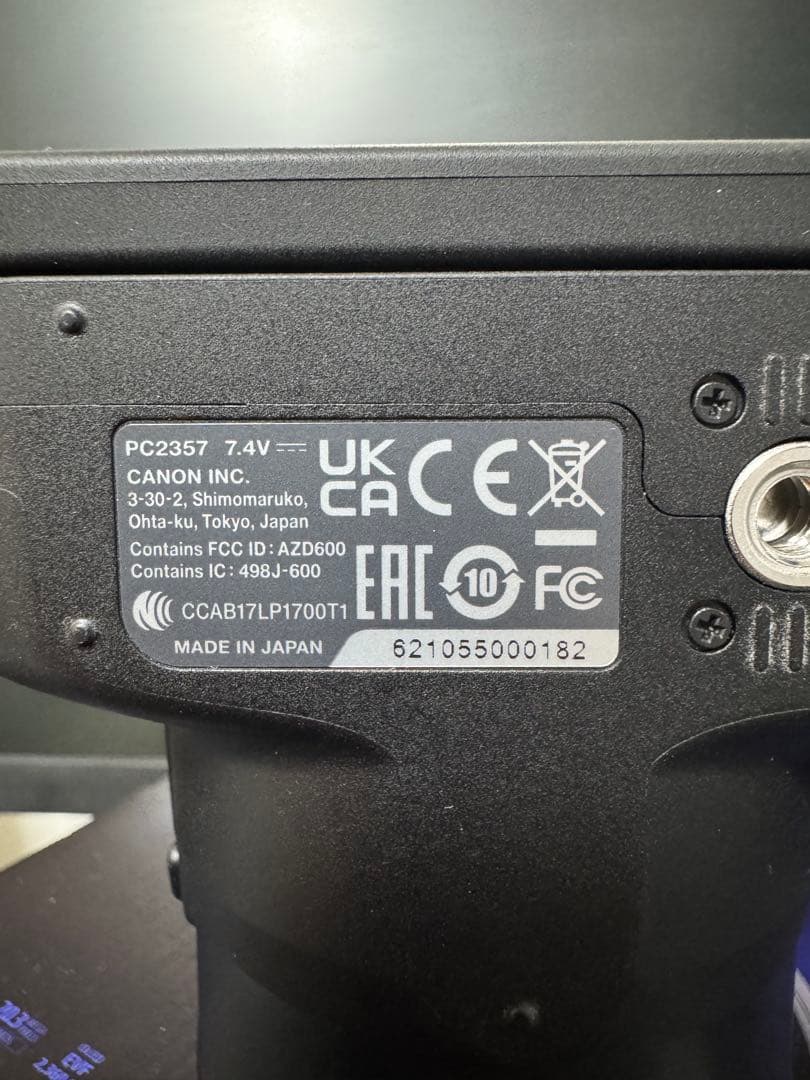 PC2357 7.4V
CANON INC.
3-30-2, Shimomaruko,
Ohta-ku, Tokyo, Japan
Contains FCC ID: AZD600
Contains IC: 498J-600
CCAB17LP1700T1
MADE IN JAPAN
UK
CA
CE
EAC
10
FC
621055000182
EVF